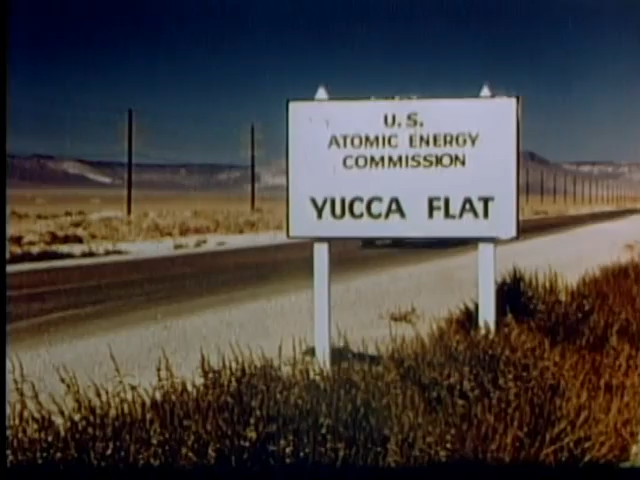 U.S.
ATOMIC ENERGY
COMMISSION
YUCCA FLAT